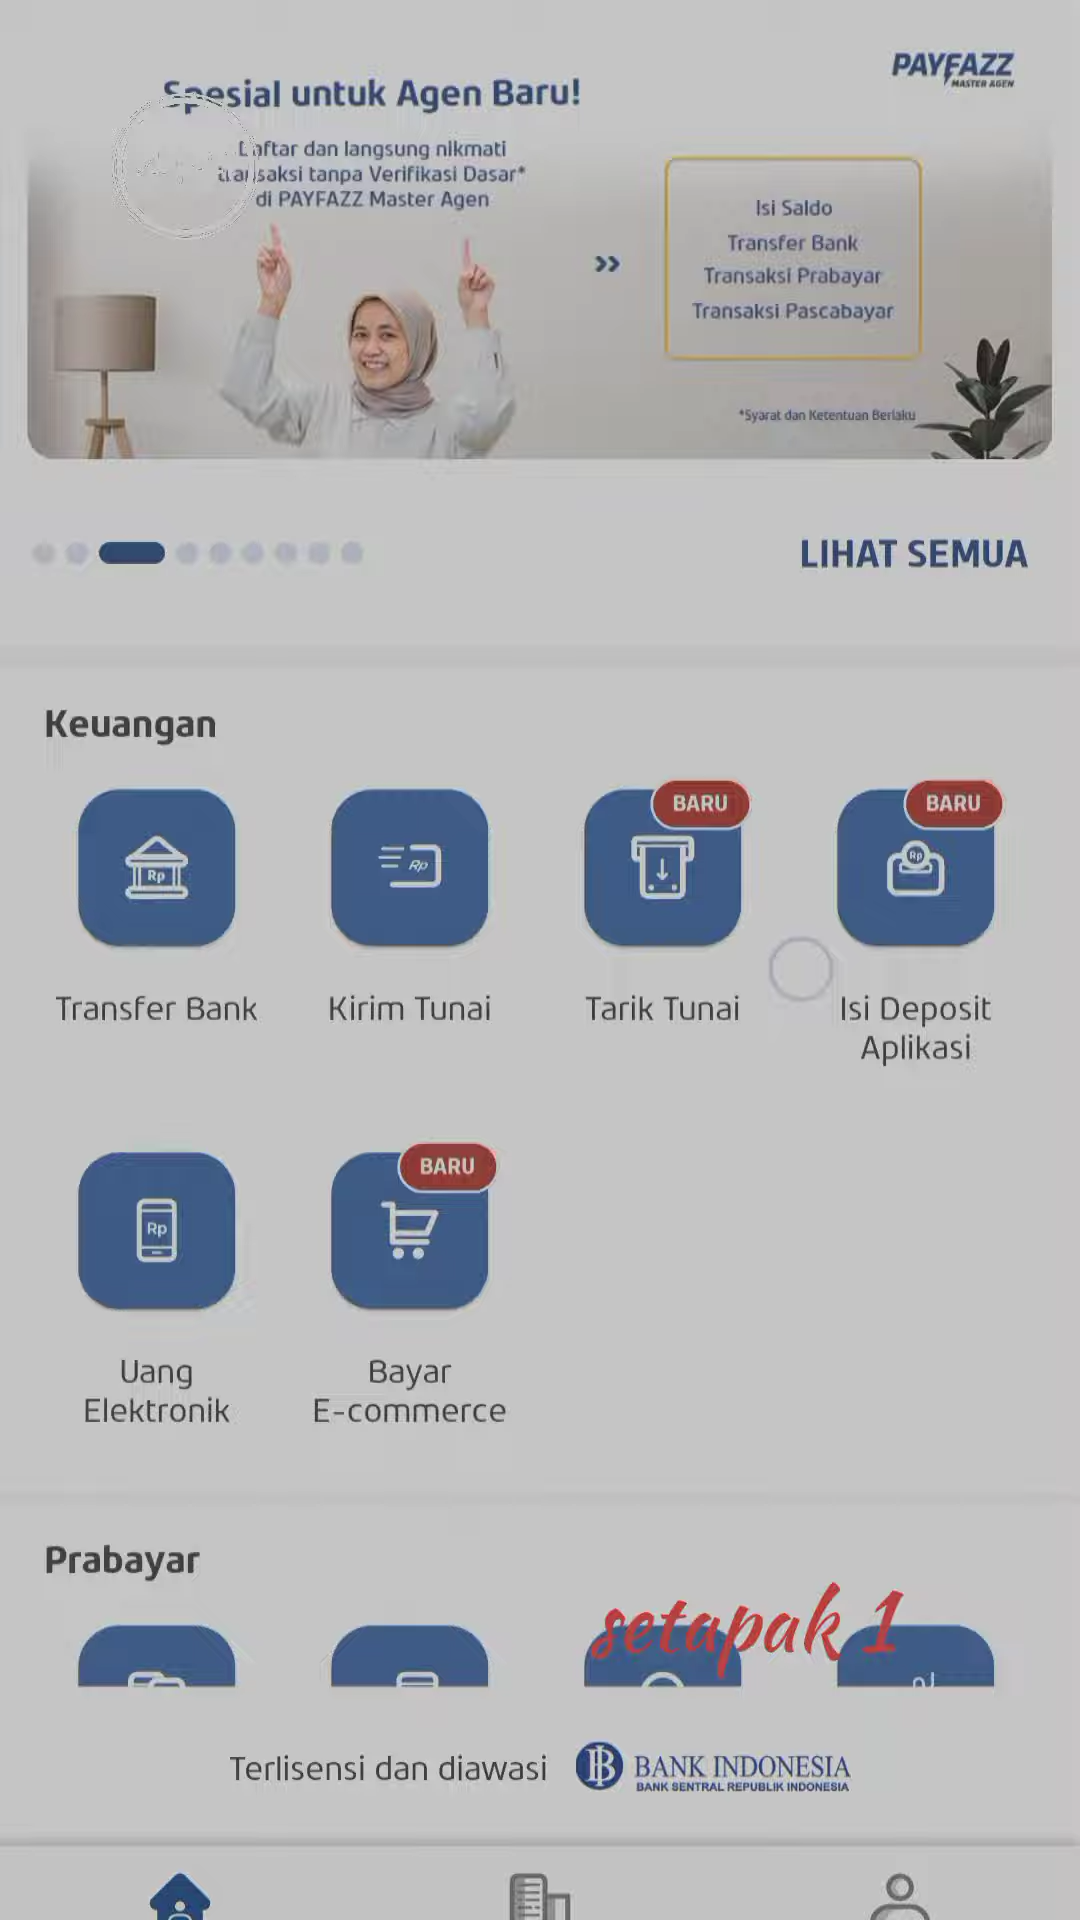 PAYFAZZ
MASTER AGEN
Spesial untuk Agen Baru!
Daftar dan langsung nikmati
transaksi tanpa Verifikasi Dasar*
di PAYFAZZ Master Agen
»
Isi Saldo
Transfer Bank
Transaksi Prabayar
Transaksi Pascabayar
*Syarat dan Ketentuan Berlaku
LIHAT SEMUA
Keuangan
BARU
BARU
Rp
Rp
Rp
Transfer Bank
Kirim Tunai
Tarik Tunai
Isi Deposit
Aplikasi
BARU
Rp
Uang
Elektronik
Bayar
E-commerce
Prabayar
setapak 1
Terlisensi dan diawasi
BANK INDONESIA
BANK SENTRAL REPUBLIK INDONESIA